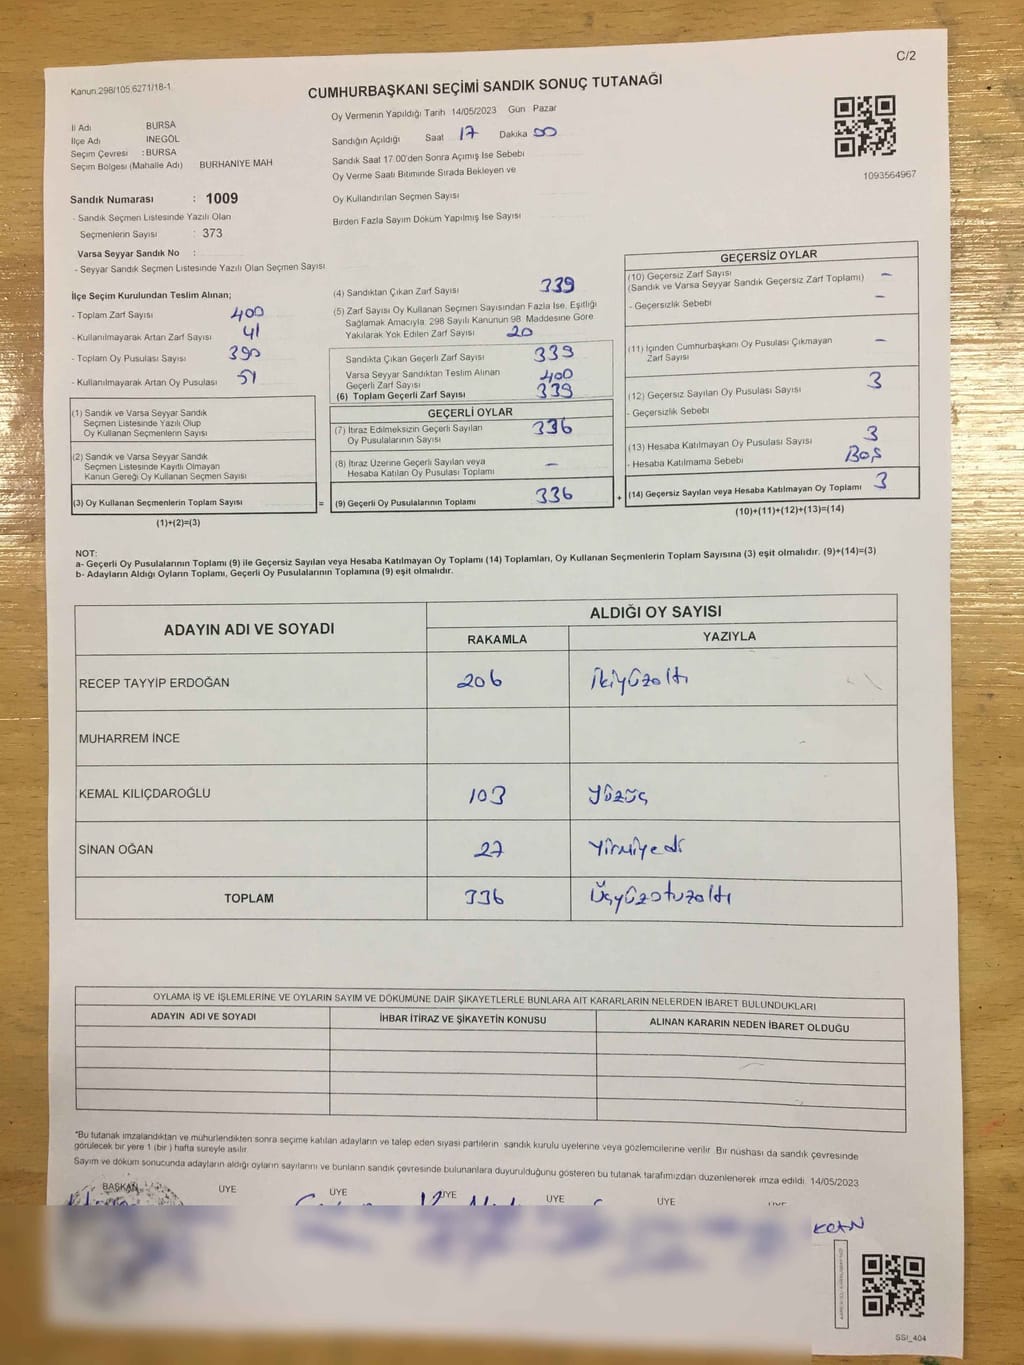 C/2
Kanun.298/105.6271/18-1
CUMHURBAŞKANI SEÇİMİ SANDIK SONUÇ TUTANAĞI
Oy Vermenin Yapıldığı Tarih 14/05/2023 Gün Pazar
İl Adı BURSA
İlçe Adı İNEGÖL
Seçim Çevresi :BURSA
Seçim Bölgesi (Mahalle Adı) BURHANİYE MAH
Sandığın Açıldığı Saat 17 Dakika 00
Sandık Saat 17.00'den Sonra Açımış İse Sebebi
Oy Verme Saati Bitiminde Sırada Bekleyen ve
Oy Kullandırılan Seçmen Sayısı
Birden Fazla Sayım Döküm Yapılmış İse Sayısı
1093564967
Sandık Numarası : 1009
- Sandık Seçmen Listesinde Yazılı Olan
Seçmenlerin Sayısı : 373
Varsa Seyyar Sandık No :
- Seyyar Sandık Seçmen Listesinde Yazılı Olan Seçmen Sayısı
İlçe Seçim Kurulundan Teslim Alınan;
- Toplam Zarf Sayısı 400
- Kullanılmayarak Artan Zarf Sayısı 41
- Toplam Oy Pusulası Sayısı 390
- Kullanılmayarak Artan Oy Pusulası 51
(1) Sandık ve Varsa Seyyar Sandık
Seçmen Listesinde Yazılı Olup
Oy Kullanan Seçmenlerin Sayısı
(2) Sandık ve Varsa Seyyar Sandık
Seçmen Listesinde Kayıtlı Olmayan
Kanun Gereği Oy Kullanan Seçmen Sayısı
(3) Oy Kullanan Seçmenlerin Toplam Sayısı =
(1)+(2)=(3)
(4) Sandıktan Çıkan Zarf Sayısı 339
(5) Zarf Sayısı Oy Kullanan Seçmen Sayısından Fazla İse, Eşitliği
Sağlamak Amacıyla, 298 Sayılı Kanunun 98. Maddesine Göre
Yakılarak Yok Edilen Zarf Sayısı 20
Sandıkta Çıkan Geçerli Zarf Sayısı 339
Varsa Seyyar Sandıktan Teslim Alınan
Geçerli Zarf Sayısı 400
(6) Toplam Geçerli Zarf Sayısı 339
GEÇERLİ OYLAR
(7) İtiraz Edilmeksizin Geçerli Sayılan
Oy Pusulalarının Sayısı 336
(8) İtiraz Üzerine Geçerli Sayılan veya
Hesaba Katılan Oy Pusulası Toplamı –
(9) Geçerli Oy Pusulalarının Toplamı 336 +
GEÇERSİZ OYLAR
(10) Geçersiz Zarf Sayısı –
(Sandık ve Varsa Seyyar Sandık Geçersiz Zarf Toplamı)
- Geçersizlik Sebebi –
(11) İçinden Cumhurbaşkanı Oy Pusulası Çıkmayan
Zarf Sayısı –
(12) Geçersiz Sayılan Oy Pusulası Sayısı 3
- Geçersizlik Sebebi
(13) Hesaba Katılmayan Oy Pusulası Sayısı 3
- Hesaba Katılmama Sebebi Boş
(14) Geçersiz Sayılan veya Hesaba Katılmayan Oy Toplamı 3
(10)+(11)+(12)+(13)=(14)
NOT:
a- Geçerli Oy Pusulalarının Toplamı (9) ile Geçersiz Sayılan veya Hesaba Katılmayan Oy Toplamı (14) Toplamları, Oy Kullanan Seçmenlerin Toplam Sayısına (3) eşit olmalıdır. (9)+(14)=(3)
b- Adayların Aldığı Oyların Toplamı, Geçerli Oy Pusulalarının Toplamına (9) eşit olmalıdır.
ADAYIN ADI VE SOYADI ALDIĞI OY SAYISI
RAKAMLA YAZIYLA
RECEP TAYYİP ERDOĞAN 206 İkiyüzaltı
MUHARREM İNCE
KEMAL KILIÇDAROĞLU 103 Yüzüç
SİNAN OĞAN 27 Yirmiyedi
TOPLAM 336 Üçyüzotuzaltı
OYLAMA İŞ VE İŞLEMLERİNE VE OYLARIN SAYIM VE DÖKÜMÜNE DAİR ŞİKAYETLERLE BUNLARA AİT KARARLARIN NELERDEN İBARET BULUNDUKLARI
ADAYIN ADI VE SOYADI İHBAR İTİRAZ VE ŞİKAYETİN KONUSU ALINAN KARARIN NEDEN İBARET OLDUĞU
*Bu tutanak imzalandıktan ve mühürlendikten sonra seçime katılan adayların ve talep eden siyasi partilerin sandık kurulu üyelerine veya gözlemcilerine verilir. Bir nüshası da sandık çevresinde
görülecek bir yere 1 (bir) hafta süreyle asılır.
Sayım ve döküm sonucunda adayların aldığı oyların sayılarını ve bunların sandık çevresinde bulunanlara duyurulduğunu gösteren bu tutanak tarafımızdan düzenlenerek imza edildi. 14/05/2023
BAŞKAN ÜYE ÜYE ÜYE ÜYE ÜYE
SSI_404